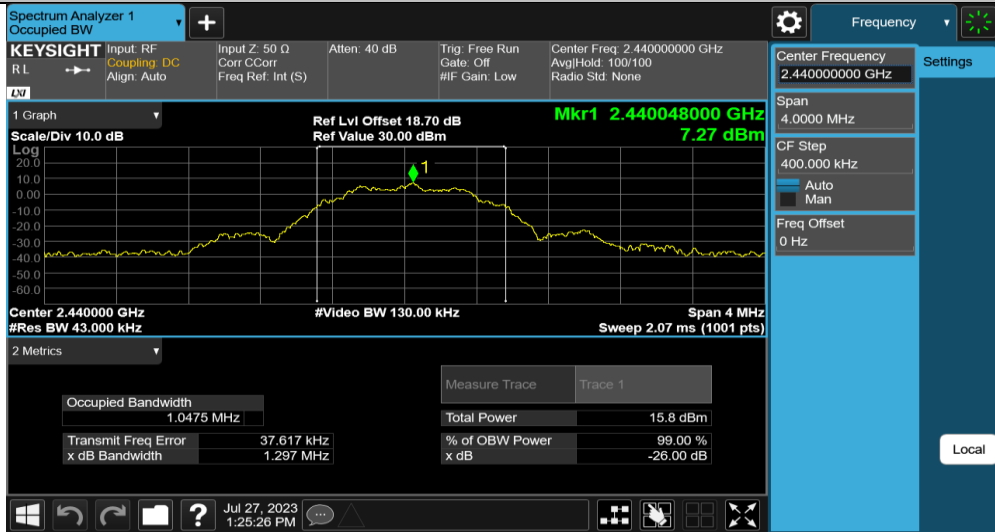 Spectrum Analyzer 1
Occupied BW
+
Frequency
KEYSIGHT
R L
LXI
Input: RF
Coupling: DC
Align: Auto
Input Z: 50 Ω
Corr CCorr
Freq Ref: Int (S)
Atten: 40 dB
Trig: Free Run
Gate: Off
#IF Gain: Low
Center Freq: 2.440000000 GHz
Avg|Hold: 100/100
Radio Std: None
Center Frequency
2.440000000 GHz
Settings
Span
4.0000 MHz
CF Step
400.000 kHz
Auto
Man
Freq Offset
0 Hz
1 Graph
Scale/Div 10.0 dB
Ref Lvl Offset 18.70 dB
Ref Value 30.00 dBm
Mkr1 2.440048000 GHz
7.27 dBm
Log
20.0
10.0
0.00
-10.0
-20.0
-30.0
-40.0
-50.0
-60.0
1
Center 2.440000 GHz
#Res BW 43.000 kHz
#Video BW 130.00 kHz
Span 4 MHz
Sweep 2.07 ms (1001 pts)
2 Metrics
Measure Trace Trace 1
Occupied Bandwidth
1.0475 MHz
Total Power 15.8 dBm
Transmit Freq Error 37.617 kHz
% of OBW Power 99.00 %
x dB Bandwidth 1.297 MHz
x dB -26.00 dB
Local
?
Jul 27, 2023
1:25:26 PM